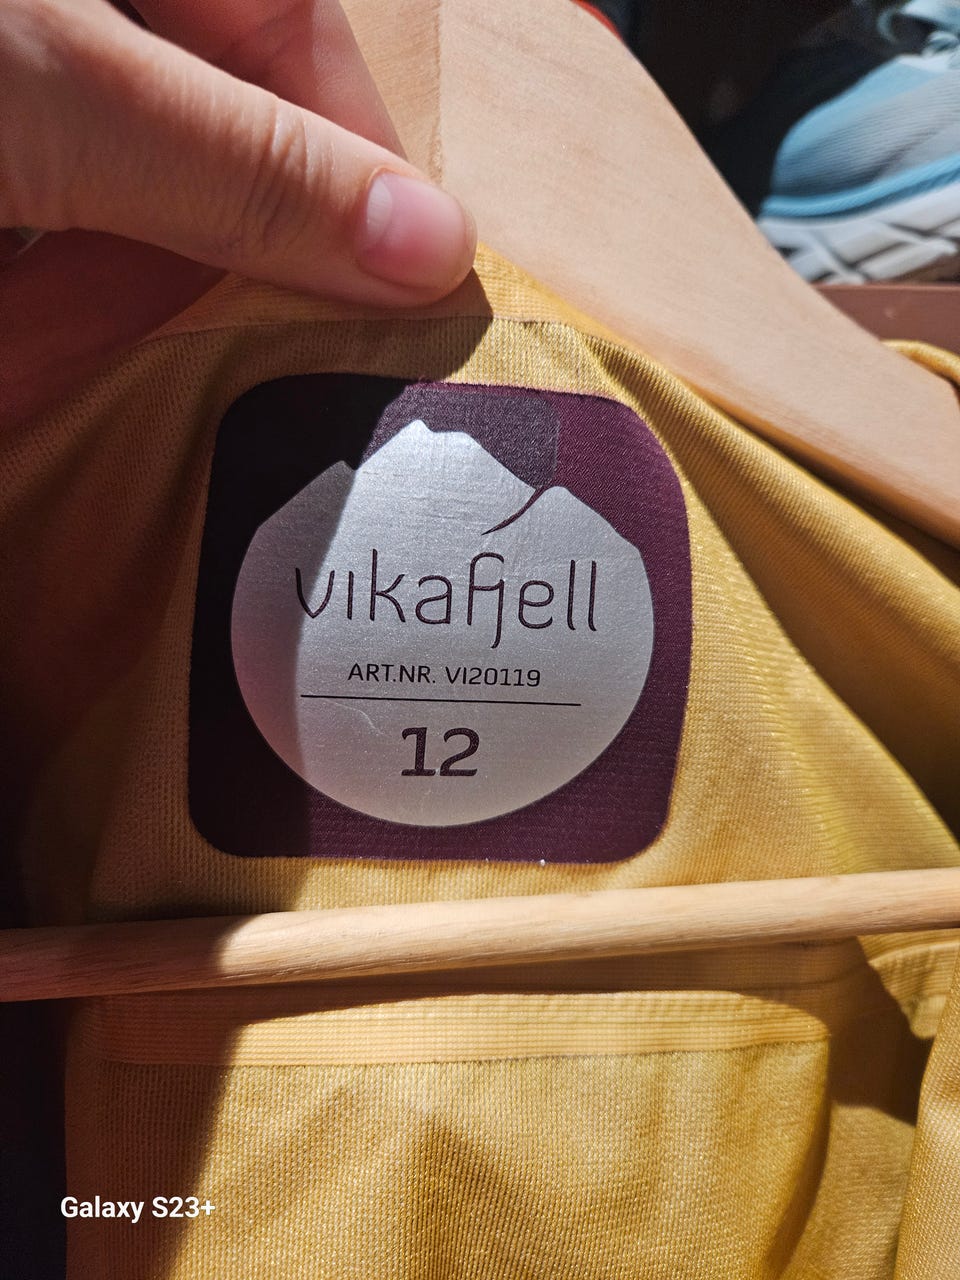 vikafjell
ART.NR. VI20119
12
Galaxy S23+